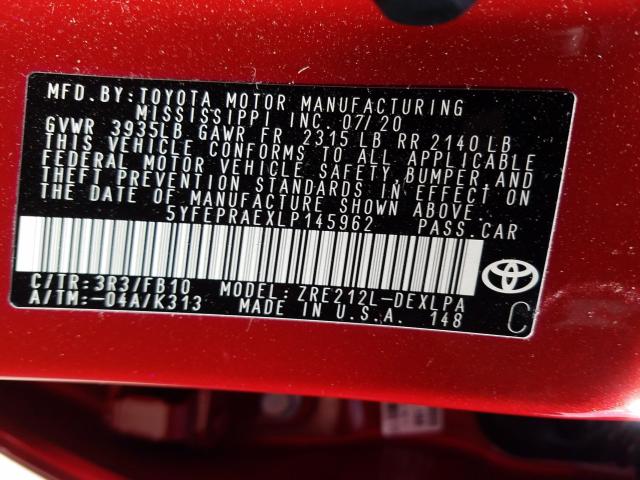 MFD.BY:TOYOTA MOTOR MANUFACTURING
MISSISSIPPI INC. 07/20
GVWR 3935LB GAWR FR 2315 LB RR 2140 LB
THIS VEHICLE CONFORMS TO ALL APPLICABLE
FEDERAL MOTOR VEHICLE SAFETY, BUMPER, AND
THEFT PREVENTION STANDARDS IN EFFECT ON
THE DATE OF MANUFACTURE SHOWN ABOVE.
5YFEPRAEXLP145962 PASS.CAR
C/TR:3R3/FB10 MODEL:ZRE212L-DEXLPA
A/TM:-04A/K313 MADE IN U.S.A. 148
C